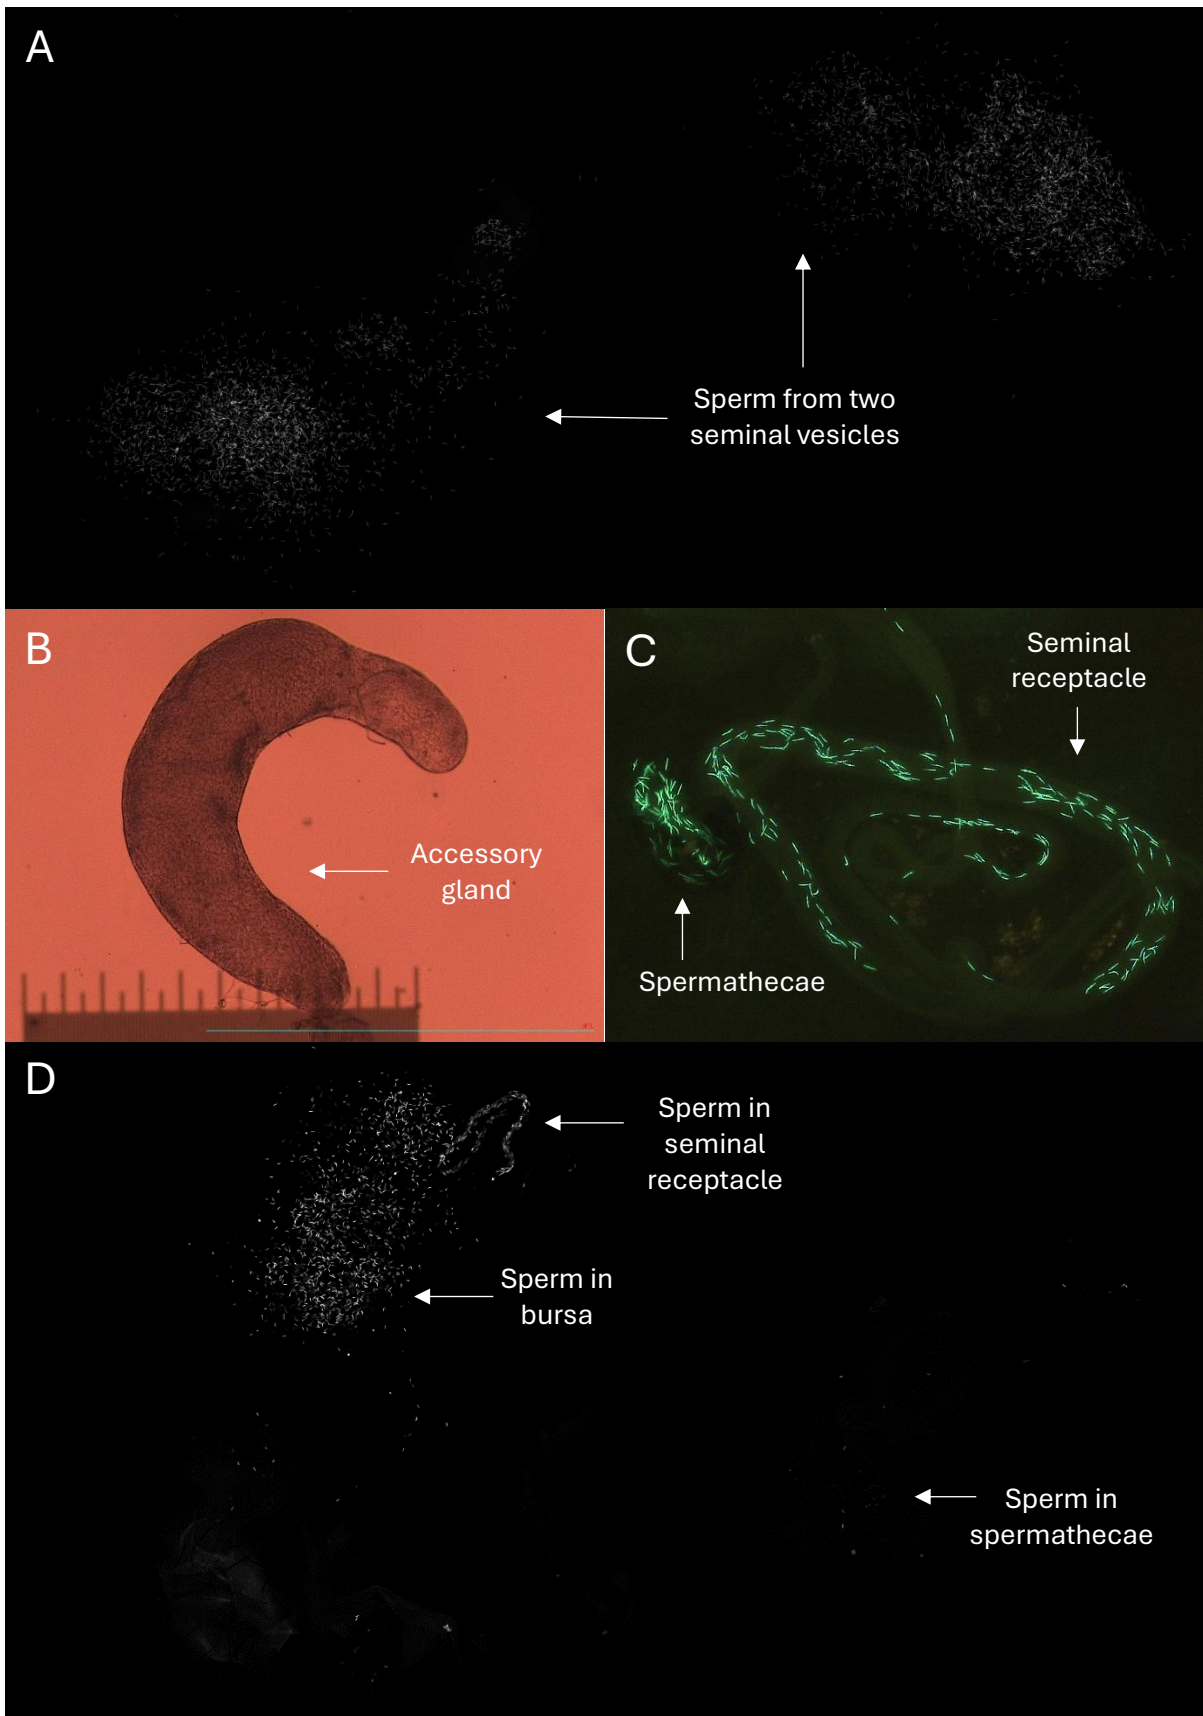 A
Sperm from two
seminal vesicles
B
Accessory
gland
C
Seminal
receptacle
Spermathecae
D
Sperm in
seminal
receptacle
Sperm in
bursa
Sperm in
spermathecae